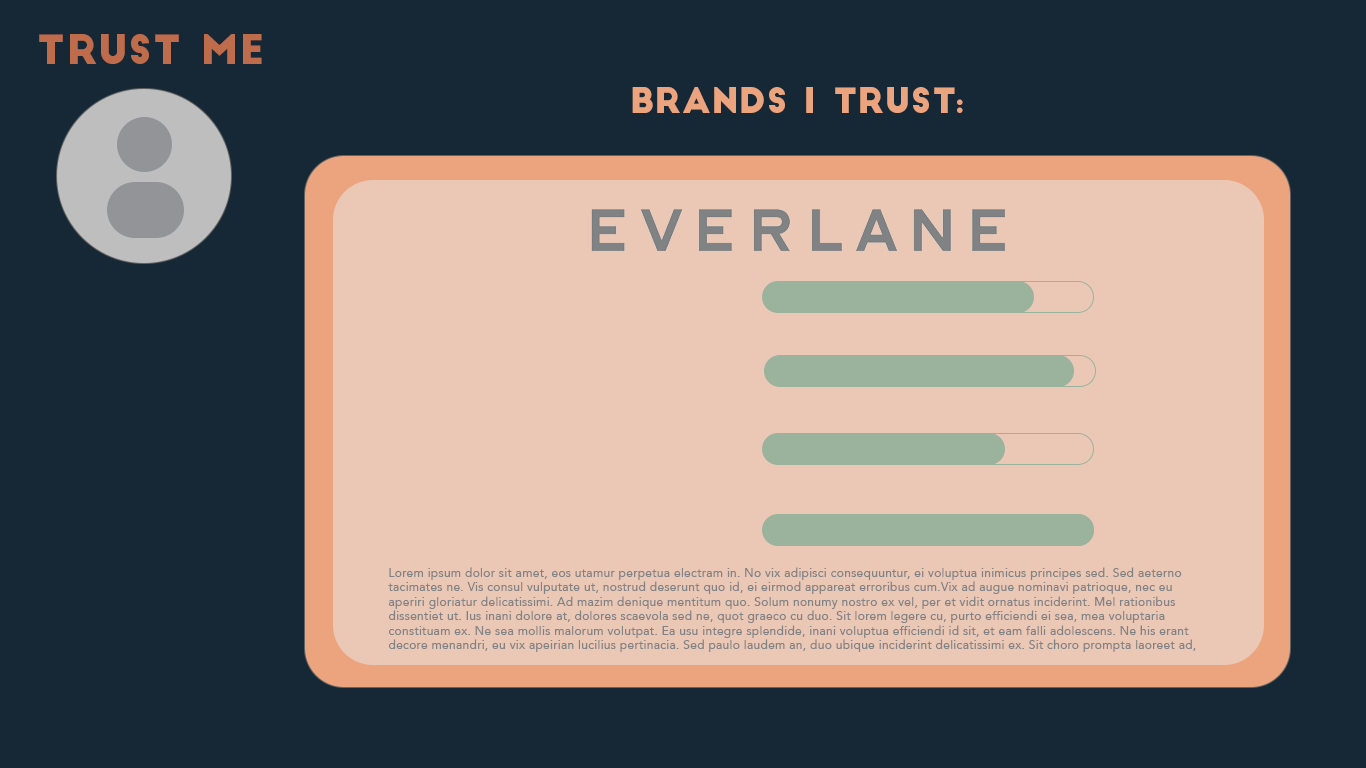 TRUST ME
BRANDS I TRUST:
EVERLANE
Lorem ipsum dolor sit amet, eos utamur perpetua electram in. No vix adipisci consequuntur, ei voluptua inimicus principes sed. Sed aeterno
tacimates ne. Vis consul vulputate ut, nostrud deserunt quo id, ei eirmod appareat erroribus cum.Vix ad augue nominavi patrioque, nec eu
aperiri gloriatur delicatissimi. Ad mazim denique mentitum quo. Solum nonumy nostro ex vel, per et vidit ornatus inciderint. Mel rationibus
dissentiet ut. Ius inani dolore at, dolores scaevola sed ne, quot graeco cu duo. Sit lorem legere cu, purto efficiendi ei sea, mea voluptaria
constituam ex. Ne sea mollis malorum volutpat. Ea usu integre splendide, inani voluptua efficiendi id sit, et eam falli adolescens. Ne his erant
decore menandri, eu vix apeirian lucilius pertinacia. Sed paulo laudem an, duo ubique inciderint delicatissimi ex. Sit choro prompta laoreet ad,